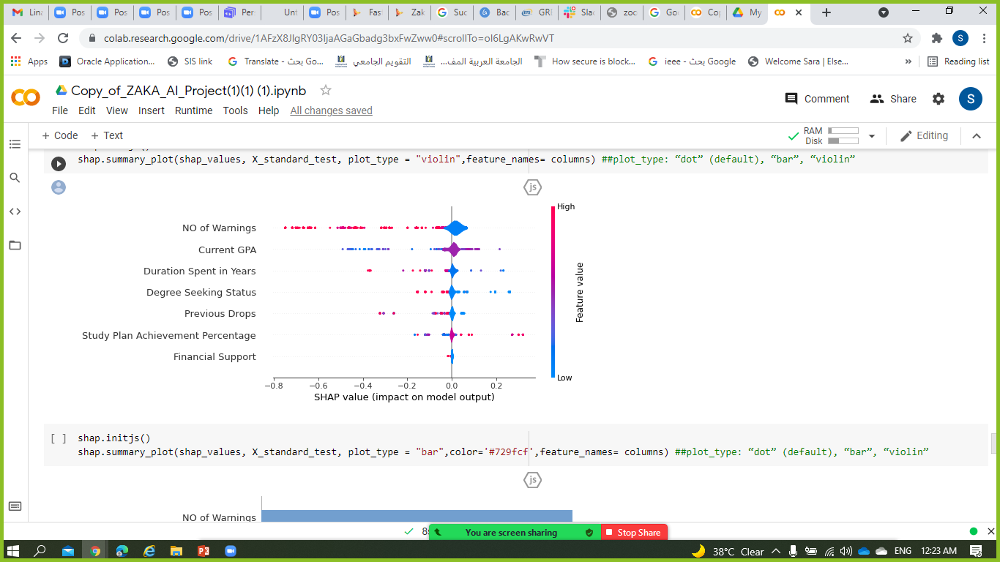 Lina
Pos
Pos
Pos
Pos
Per
Unt
Pos
Fas
Zak
Suc
Bac
GRI
Sla
zoo
Goo
Co
My
colab.research.google.com/drive/1AFzX8JlgRY03IjaAGaGbadg3bxFwZww0#scrollTo=oI6LgAKwRwVT
S
Apps
Oracle Application...
SIS link
Translate - بحث Go...
التقويم الجامعي
الجامعة العربية المف...
How secure is block...
ieee - بحث Google
Welcome Sara | Else...
»
Reading list
Copy_of_ZAKA_AI_Project(1)(1) (1).ipynb
Comment
Share
S
File Edit View Insert Runtime Tools Help All changes saved
+ Code + Text
RAM
Disk
Editing
shap.summary_plot(shap_values, X_standard_test, plot_type = "violin",feature_names= columns) ##plot_type: “dot” (default), “bar”, “violin”
js
High
NO of Warnings
Current GPA
Duration Spent in Years
Degree Seeking Status
Previous Drops
Study Plan Achievement Percentage
Financial Support
Feature value
Low
−0.8 −0.6 −0.4 −0.2 0.0 0.2
SHAP value (impact on model output)
[ ] shap.initjs()
shap.summary_plot(shap_values, X_standard_test, plot_type = "bar",color='#729fcf',feature_names= columns) ##plot_type: “dot” (default), “bar”, “violin”
js
NO of Warnings
You are screen sharing
Stop Share
38°C Clear
ENG
12:23 AM